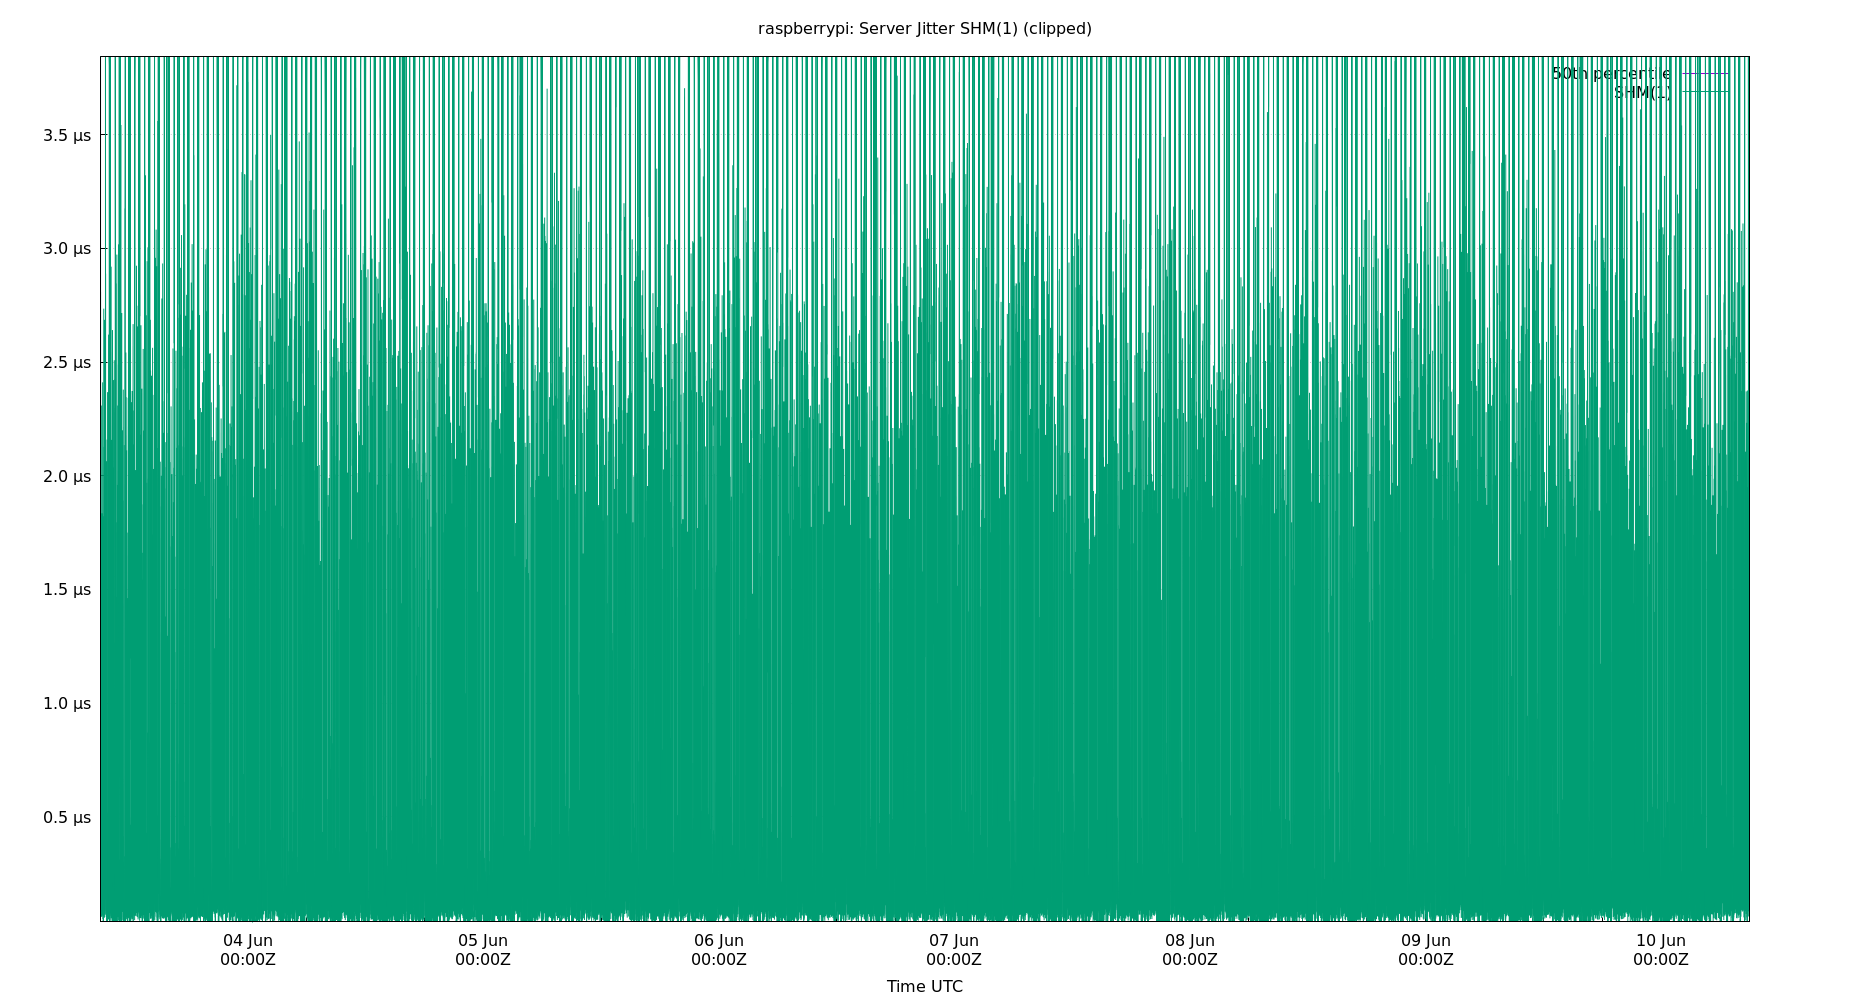 raspberrypi: Server Jitter SHM(1) (clipped)
50th percentile
SHM(1)
3.5 µs
3.0 µs
2.5 µs
2.0 µs
1.5 µs
1.0 µs
0.5 µs
04 Jun 05 Jun 06 Jun 07 Jun 08 Jun 09 Jun 10 Jun
00:00Z 00:00Z 00:00Z 00:00Z 00:00Z 00:00Z 00:00Z
Time UTC